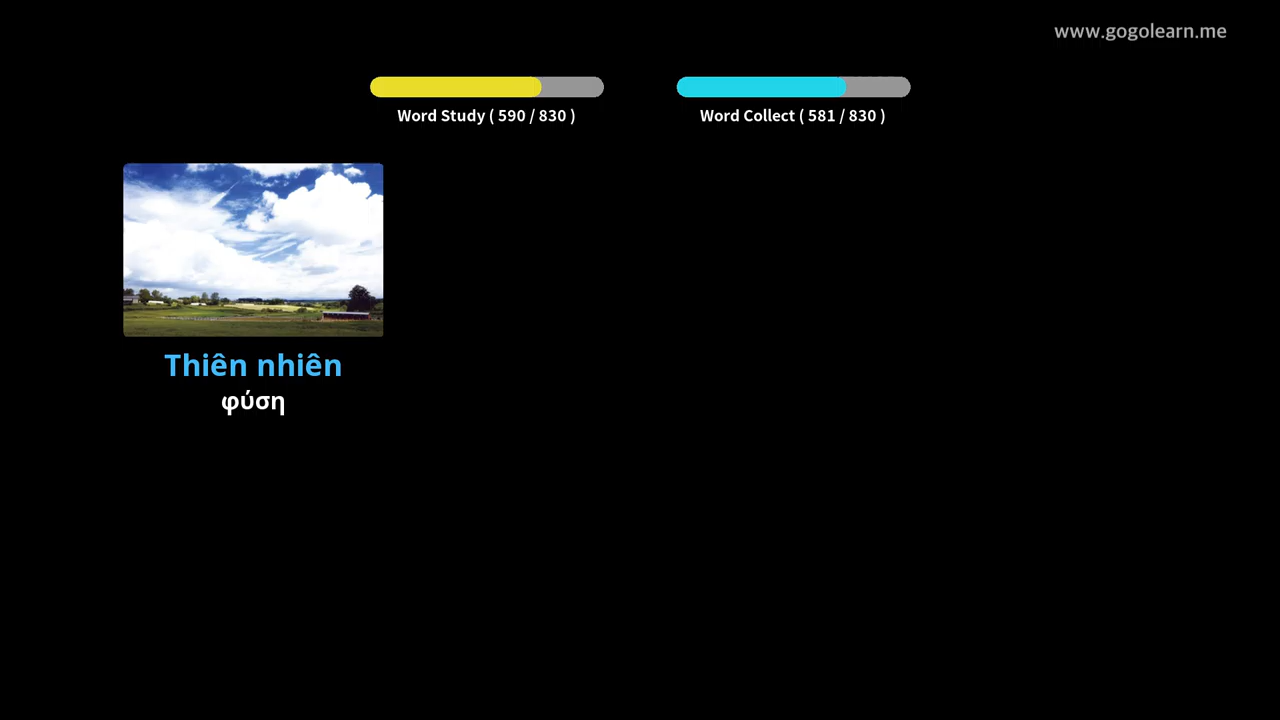 www.gogolearn.me
Word Study ( 590 / 830 )
Word Collect ( 581 / 830 )
Thiên nhiên
φύση